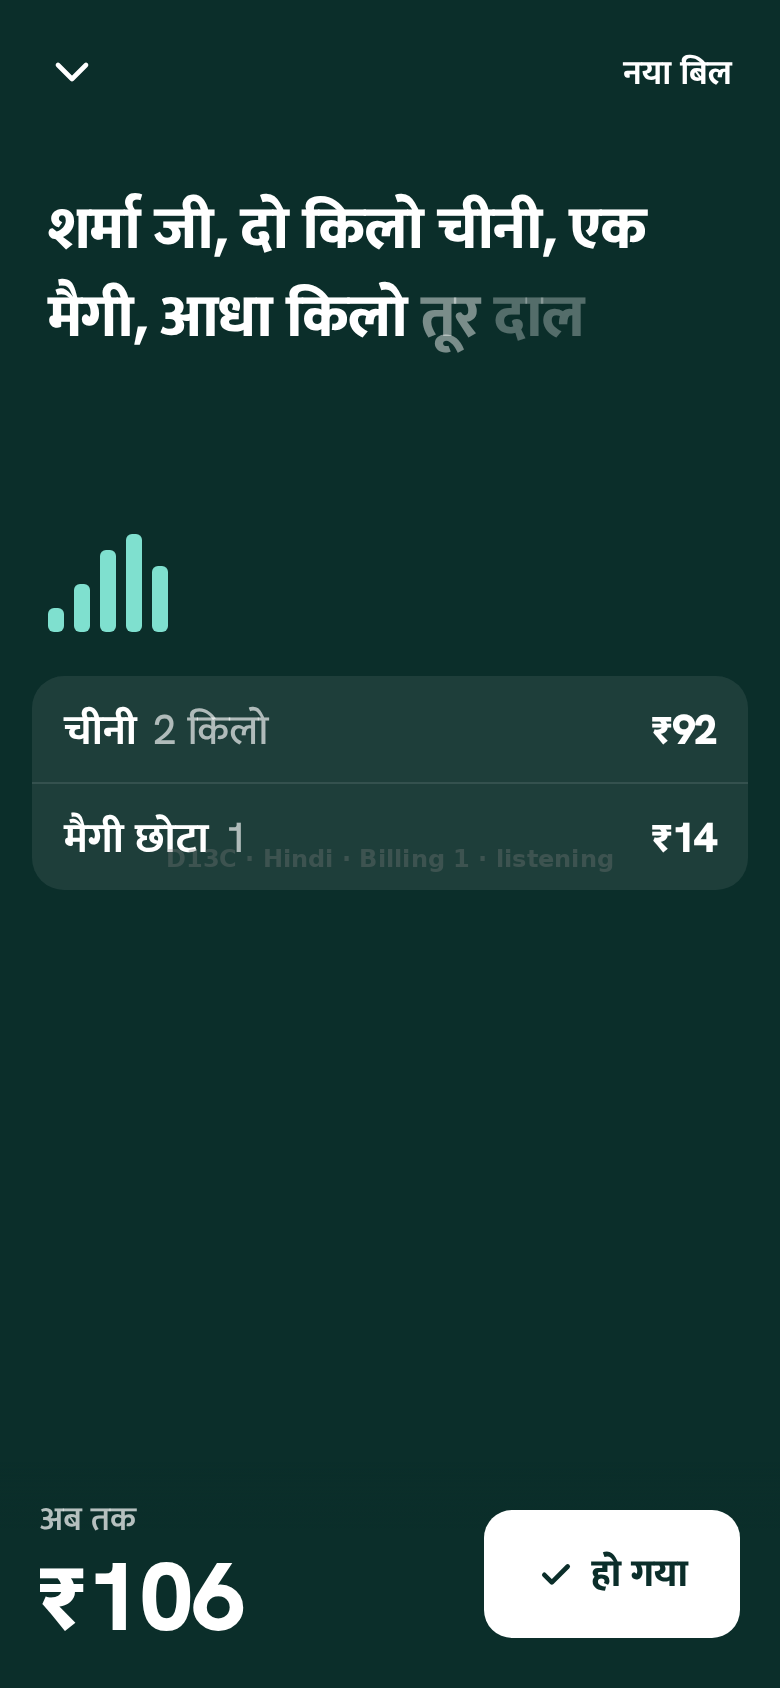 नया बिल
शर्मा जी, दो किलो चीनी, एक
मैगी, आधा किलो तूर दाल
चीनी 2 किलो ₹92
मैगी छोटा 1 ₹14
D13C · Hindi · Billing 1 · listening
अब तक
₹106
हो गया